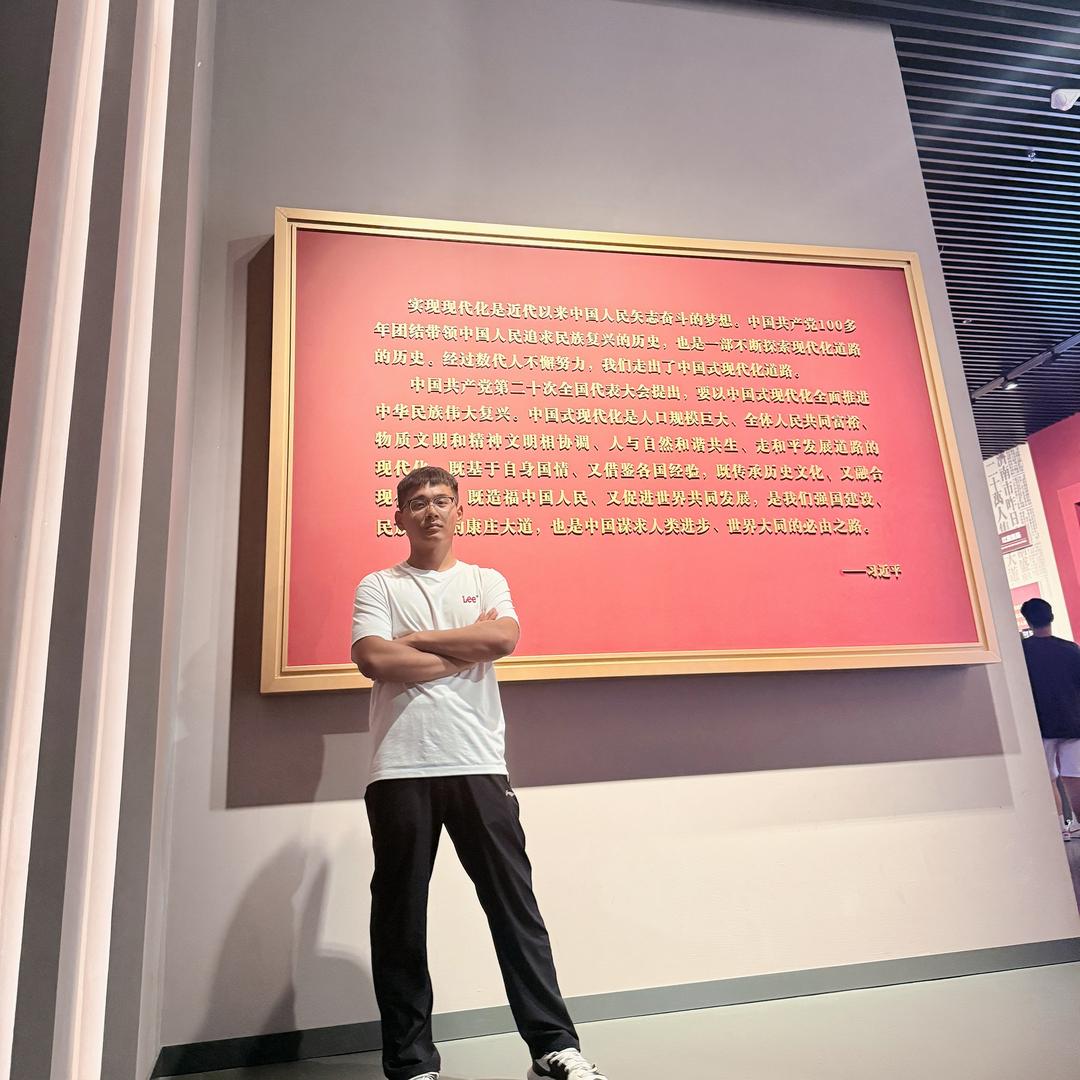 实现现代化是近代以来中国人民矢志奋斗的梦想。中国共产党100多
年团结带领中国人民追求民族复兴的历史，也是一部不断探索现代化道路
的历史。经过数代人不懈努力，我们走出了中国式现代化道路。
中国共产党第二十次全国代表大会提出，要以中国式现代化全面推进
中华民族伟大复兴。中国式现代化是人口规模巨大、全体人民共同富裕、
物质文明和精神文明相协调、人与自然和谐共生、走和平发展道路的
现代化，既基于自身国情、又借鉴各国经验，既传承历史文化、又融合
现 既造福中国人民、又促进世界共同发展，是我们强国建设、
民 的康庄大道，也是中国谋求人类进步、世界大同的必由之路。
——习近平
Lee